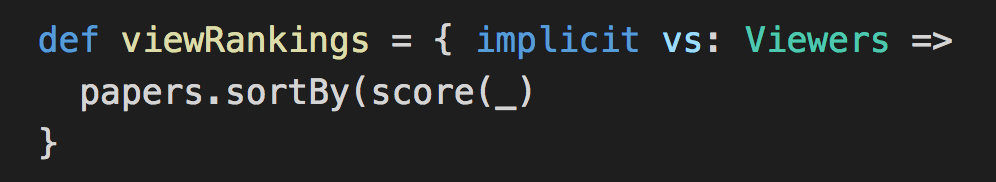 def viewRankings = { implicit vs: Viewers =>
  papers.sortBy(score(_)
}